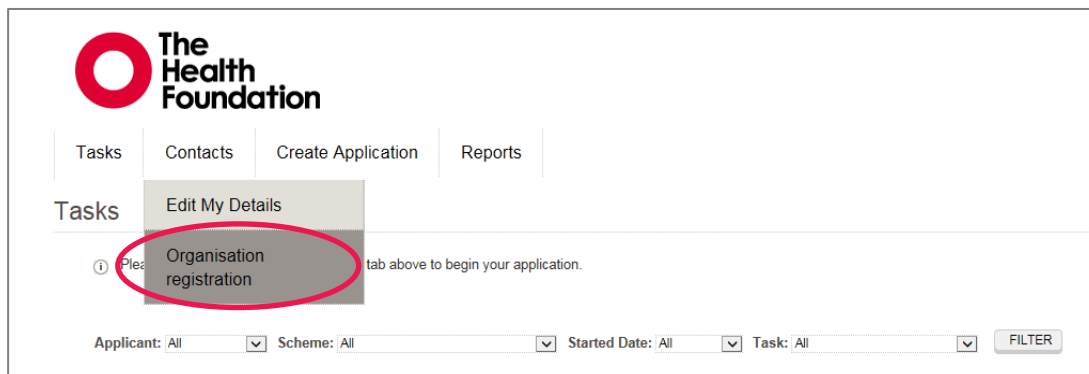 The
Health
Foundation
Tasks Contacts Create Application Reports
Edit My Details
Tasks
Organisation
registration
Plea tab above to begin your application.
Applicant: All Scheme: All Started Date: All Task: All FILTER